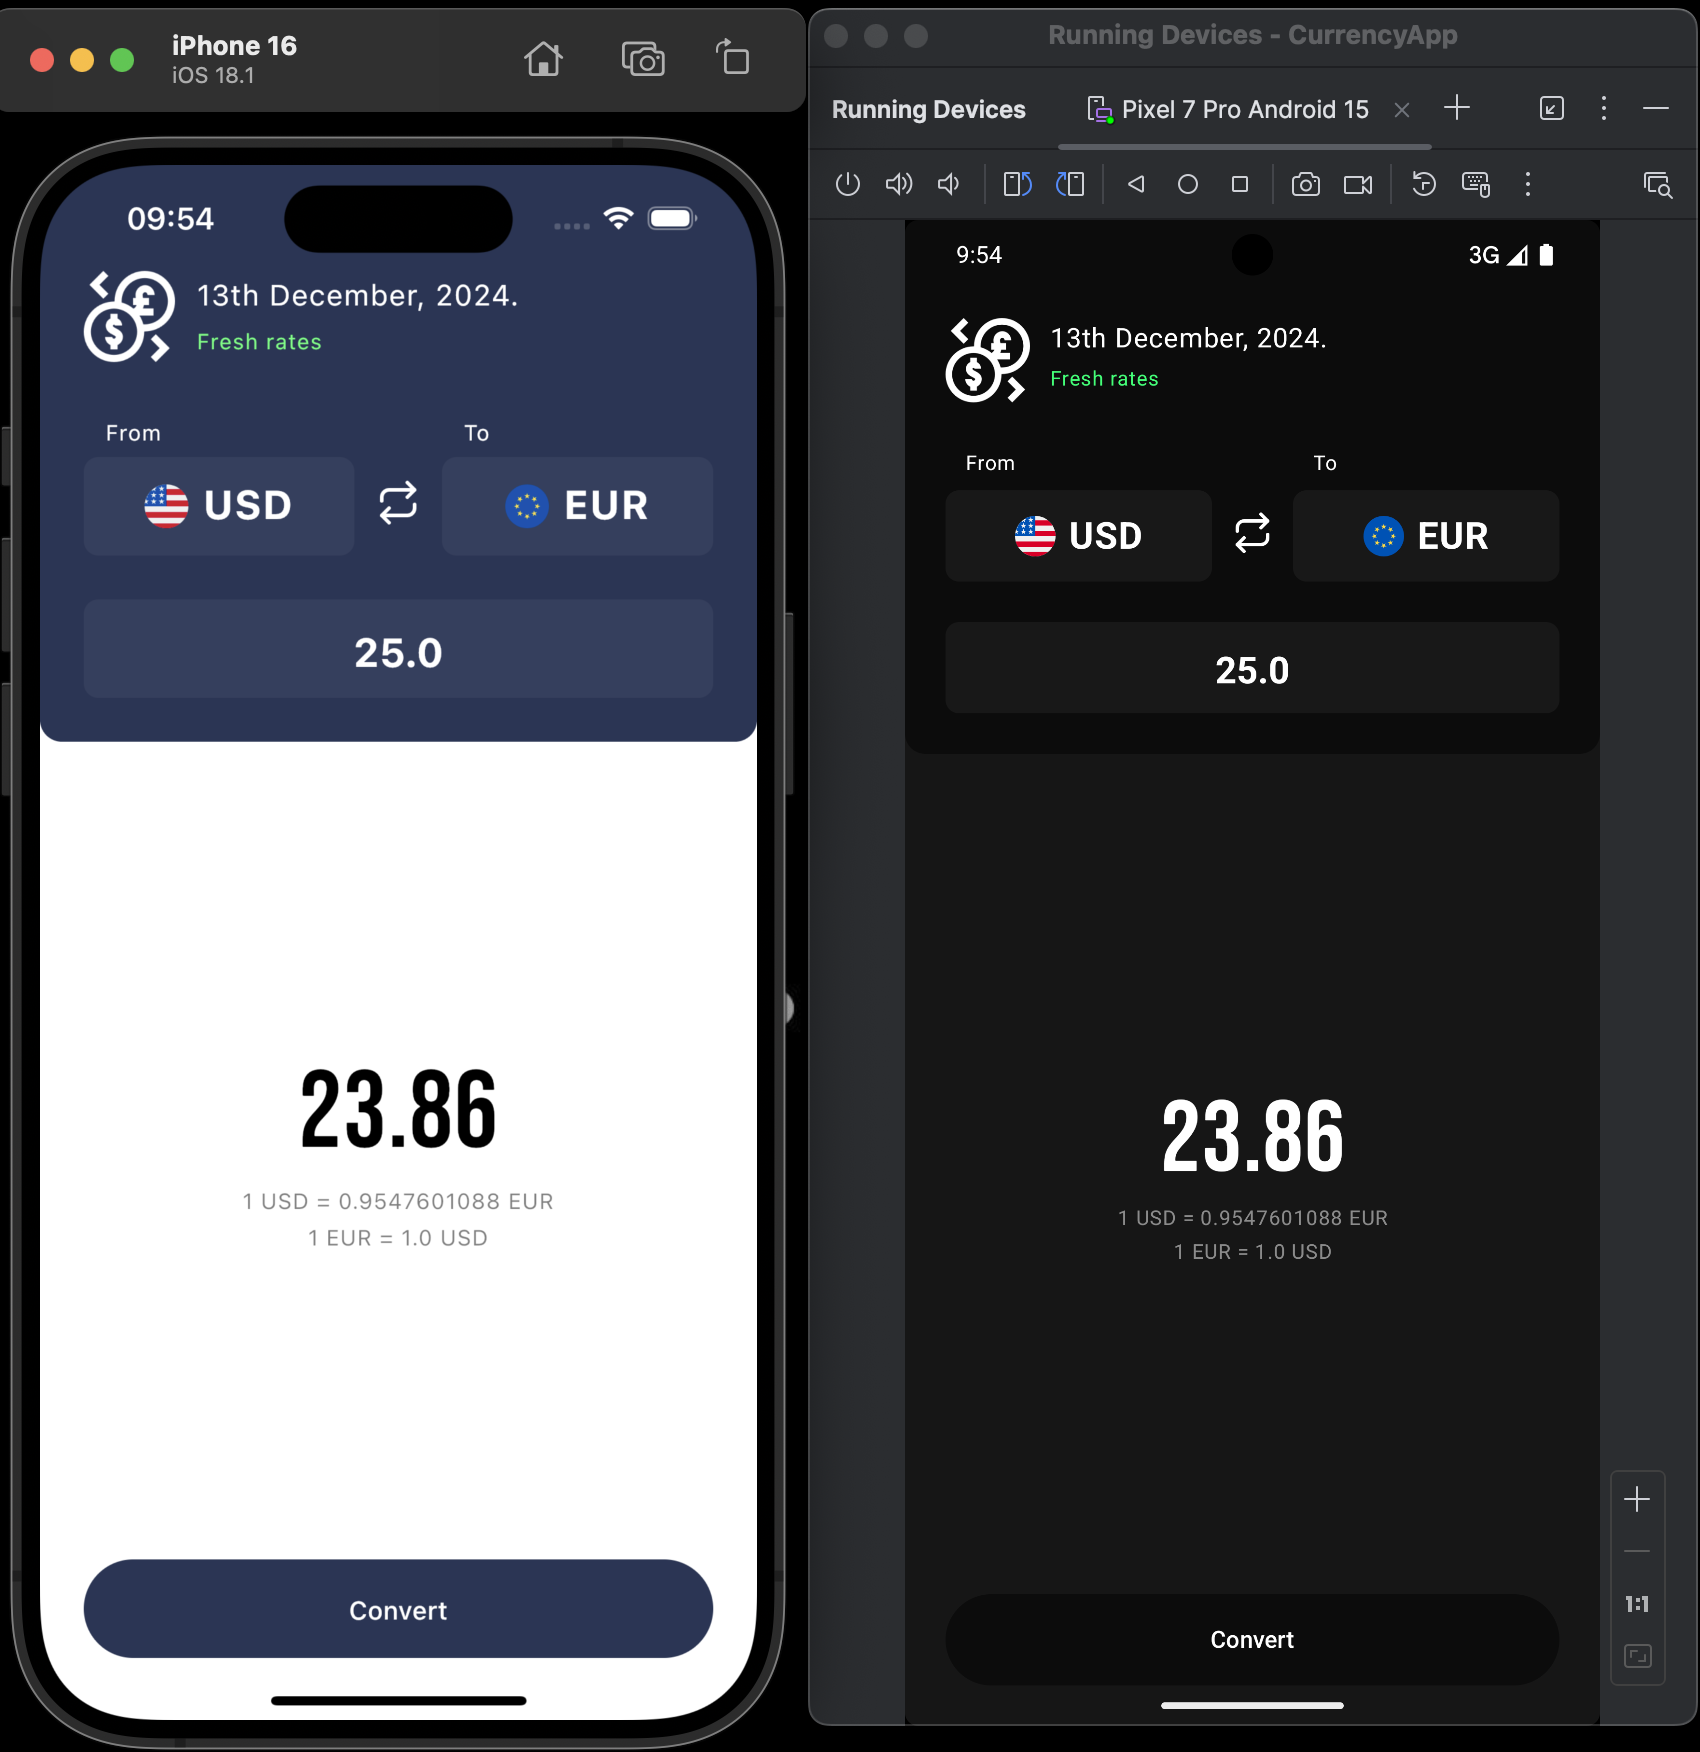 iPhone 16
iOS 18.1
09:54
13th December, 2024.
Fresh rates
From
To
USD
EUR
25.0
23.86
1 USD = 0.9547601088 EUR
1 EUR = 1.0 USD
Convert
Running Devices - CurrencyApp
Running Devices
Pixel 7 Pro Android 15
9:54
3G
13th December, 2024.
Fresh rates
From
To
USD
EUR
25.0
23.86
1 USD = 0.9547601088 EUR
1 EUR = 1.0 USD
Convert
1:1